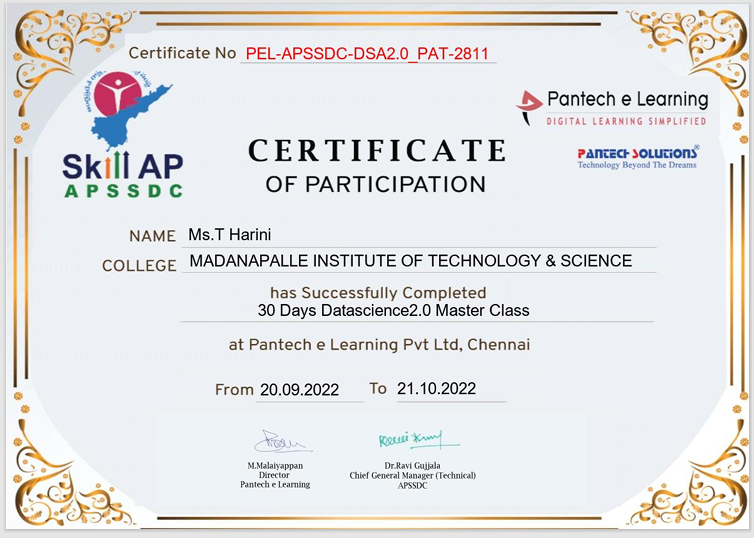 Certificate No PEL-APSSDC-DSA2.0_PAT-2811
Skill AP
APSSDC
Pantech e Learning
DIGITAL LEARNING SIMPLIFIED
PANTECH SOLUTIONS®
Technology Beyond The Dreams
CERTIFICATE
OF PARTICIPATION
NAME Ms.T Harini
COLLEGE MADANAPALLE INSTITUTE OF TECHNOLOGY & SCIENCE
has Successfully Completed
30 Days Datascience2.0 Master Class
at Pantech e Learning Pvt Ltd, Chennai
From 20.09.2022 To 21.10.2022
M.Malaiyappan
Director
Pantech e Learning
Dr.Ravi Gujjala
Chief General Manager (Technical)
APSSDC